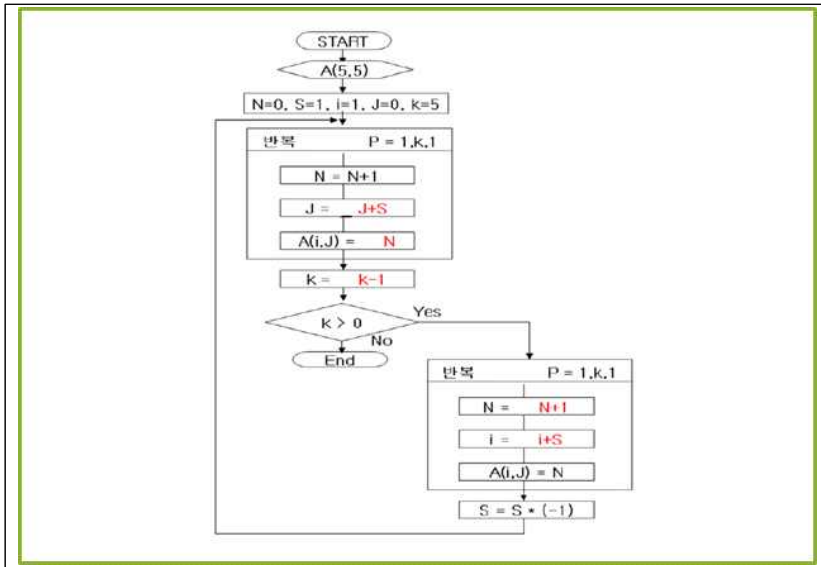 START
A(5,5)
N=0, S=1, i=1, J=0, k=5
반복 P = 1,k,1
N = N+1
J = J+S
A(i,J) = N
k = k-1
k > 0
Yes
No
End
반복 P = 1,k,1
N = N+1
i = i+S
A(i,J) = N
S = S * (-1)